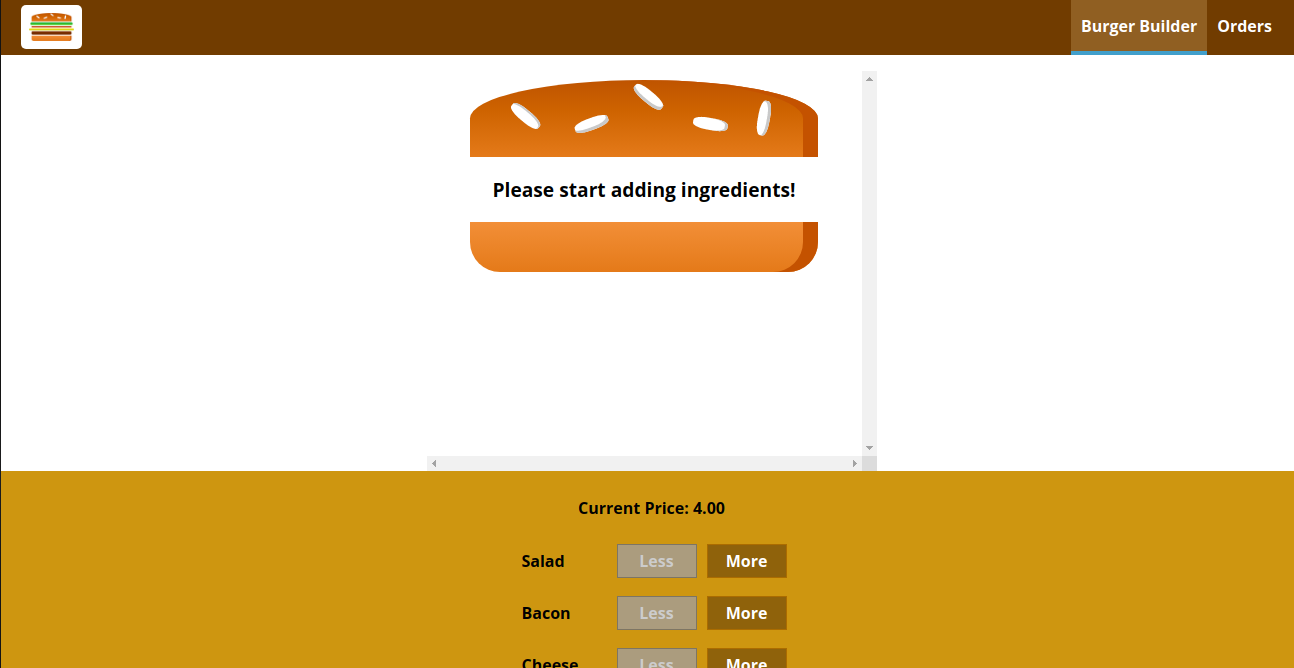 Burger Builder Orders
Please start adding ingredients!
Current Price: 4.00
Salad Less More
Bacon Less More
Cheese Less More